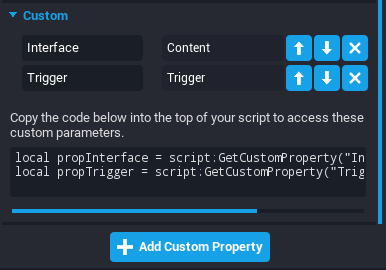 Custom
Interface Content
Trigger Trigger
Copy the code below into the top of your script to access these
custom parameters.
local propInterface = script:GetCustomProperty("In
local propTrigger = script:GetCustomProperty("Trig
Add Custom Property